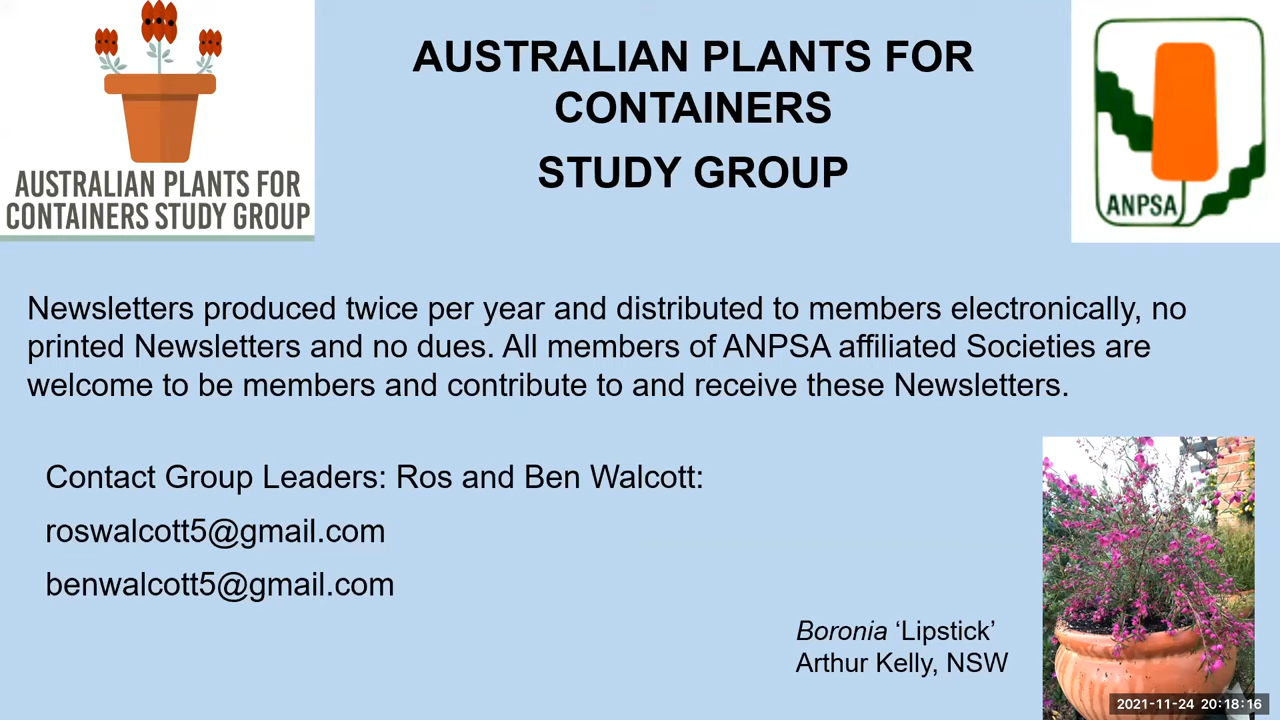 AUSTRALIAN PLANTS FOR
CONTAINERS STUDY GROUP
AUSTRALIAN PLANTS FOR
CONTAINERS
STUDY GROUP
ANPSA
Newsletters produced twice per year and distributed to members electronically, no
printed Newsletters and no dues. All members of ANPSA affiliated Societies are
welcome to be members and contribute to and receive these Newsletters.
Contact Group Leaders: Ros and Ben Walcott:
roswalcott5@gmail.com
benwalcott5@gmail.com
Boronia ‘Lipstick’
Arthur Kelly, NSW
2021-11-24 20:18:16